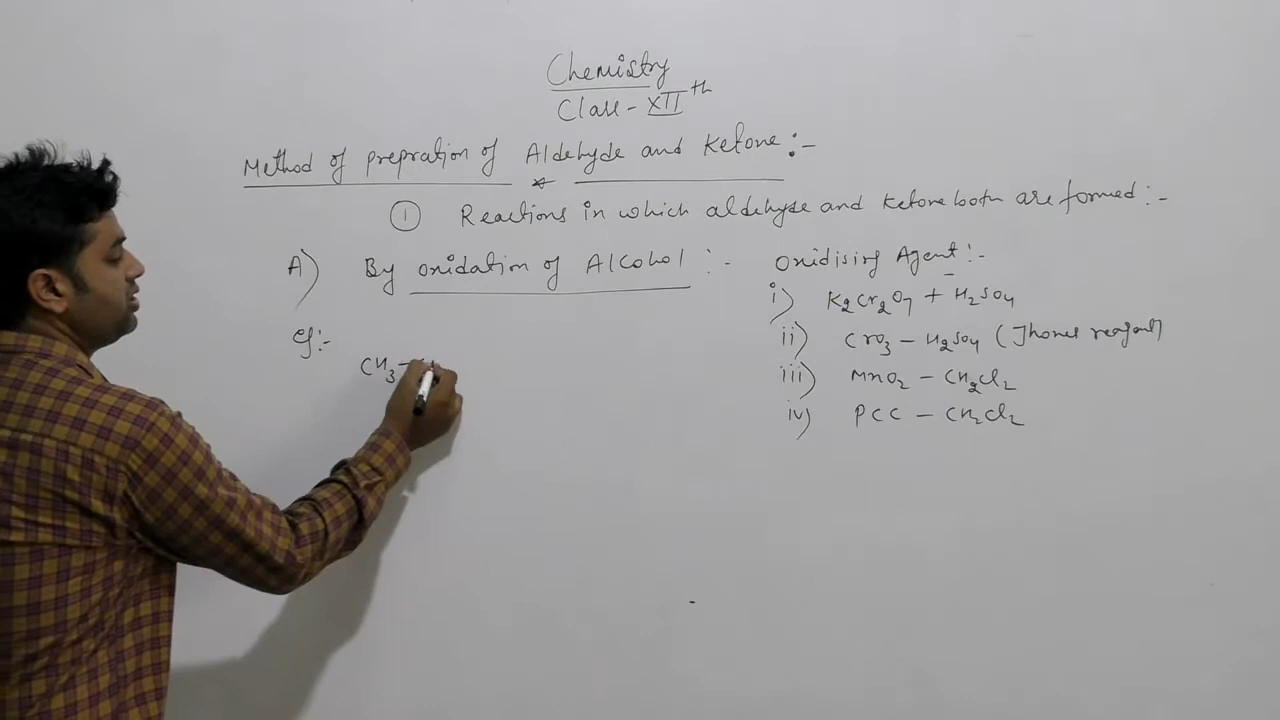 Chemistry
Class - XIIth
Method of prepration of Aldehyde and Ketone :-
① Reactions in which aldehyde and Ketone both are formed :-
A) By oxidation of Alcohol :-
Oxidising Agent :-
i) K2Cr2O7 + H2SO4
ii) CrO3 - H2SO4 (Jhones reagent)
iii) MnO2 - CH2Cl2
iv) PCC - CH2Cl2
eg:-
CH3 -